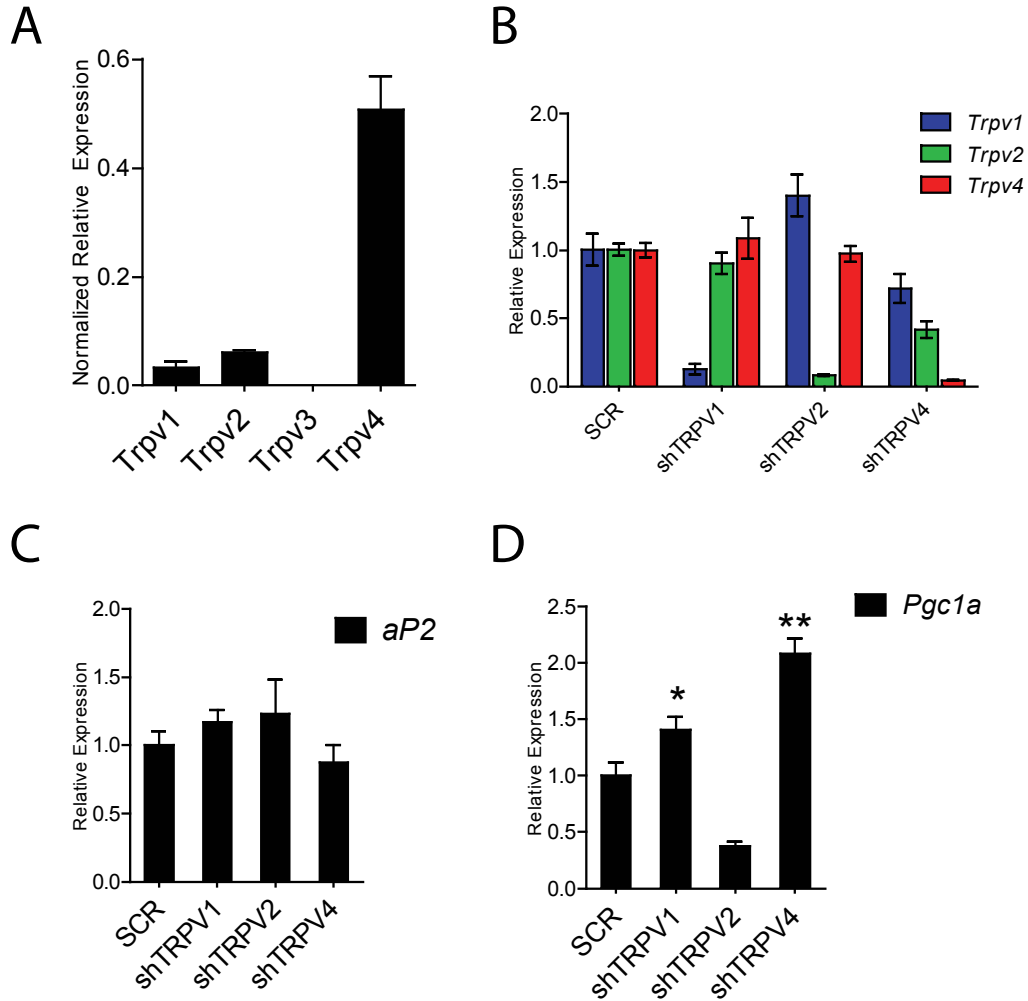 A
Normalized Relative Expression
0.6
0.4
0.2
0.0
Trpv1
Trpv2
Trpv3
Trpv4
B
Relative Expression
2.0
1.5
1.0
0.5
0.0
SCR
shTRPV1
shTRPV2
shTRPV4
Trpv1
Trpv2
Trpv4
C
Relative Expression
2.0
1.5
1.0
0.5
0.0
SCR
shTRPV1
shTRPV2
shTRPV4
aP2
D
Relative Expression
2.5
2.0
1.5
1.0
0.5
0.0
*
**
SCR
shTRPV1
shTRPV2
shTRPV4
Pgc1a